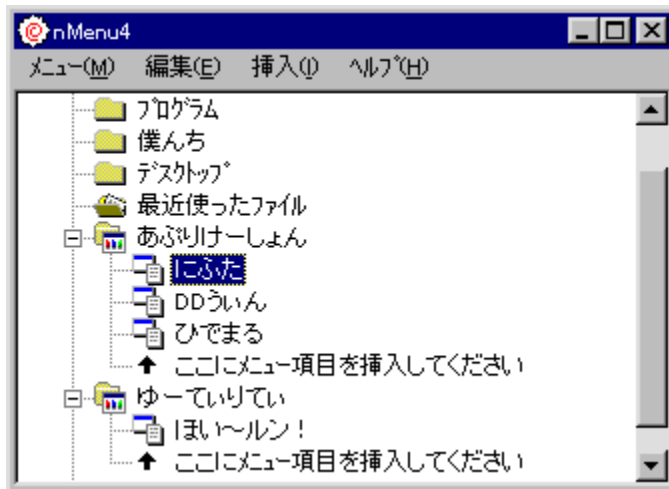 nMenu4
ﾒﾆｭｰ(M) 編集(E) 挿入(I) ﾍﾙﾌﾟ(H)
ﾌﾟﾛｸﾞﾗﾑ
僕んち
ﾃﾞｽｸﾄｯﾌﾟ
最近使ったﾌｧｲﾙ
あぷりけーしょん
にふた
DDうぃん
ひでまる
ここにﾒﾆｭｰ項目を挿入してください
ゆーてぃりてぃ
ほい～ルン！
ここにﾒﾆｭｰ項目を挿入してください